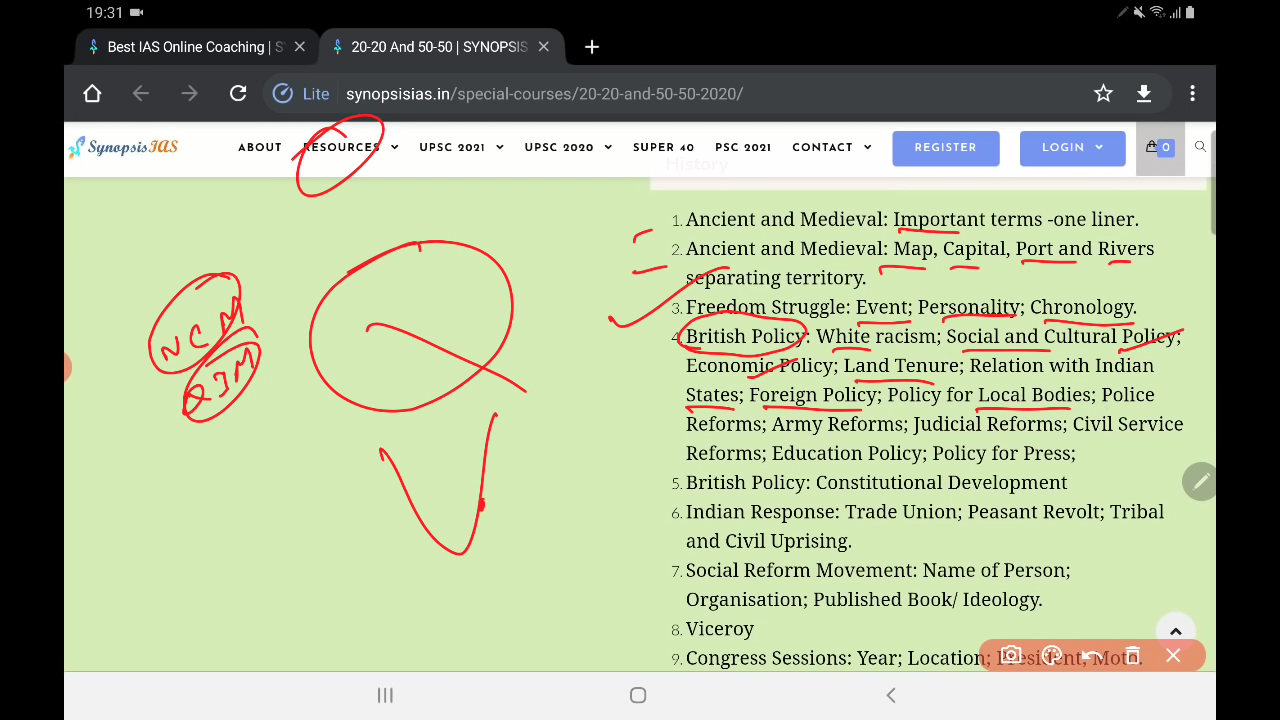 19:31
Best IAS Online Coaching | S
20-20 And 50-50 | SYNOPSIS
Lite synopsisias.in/special-courses/20-20-and-50-50-2020/
SynopsisIAS
ABOUT RESOURCES UPSC 2021 UPSC 2020 SUPER 40 PSC 2021 CONTACT REGISTER LOGIN 0
History
1. Ancient and Medieval: Important terms -one liner.
2. Ancient and Medieval: Map, Capital, Port and Rivers
separating territory.
3. Freedom Struggle: Event; Personality; Chronology.
4. British Policy: White racism; Social and Cultural Policy;
Economic Policy; Land Tenure; Relation with Indian
States; Foreign Policy; Policy for Local Bodies; Police
Reforms; Army Reforms; Judicial Reforms; Civil Service
Reforms; Education Policy; Policy for Press;
5. British Policy: Constitutional Development
6. Indian Response: Trade Union; Peasant Revolt; Tribal
and Civil Uprising.
7. Social Reform Movement: Name of Person;
Organisation; Published Book/ Ideology.
8. Viceroy
9. Congress Sessions: Year; Location; President, Moto.
NCM
QIM